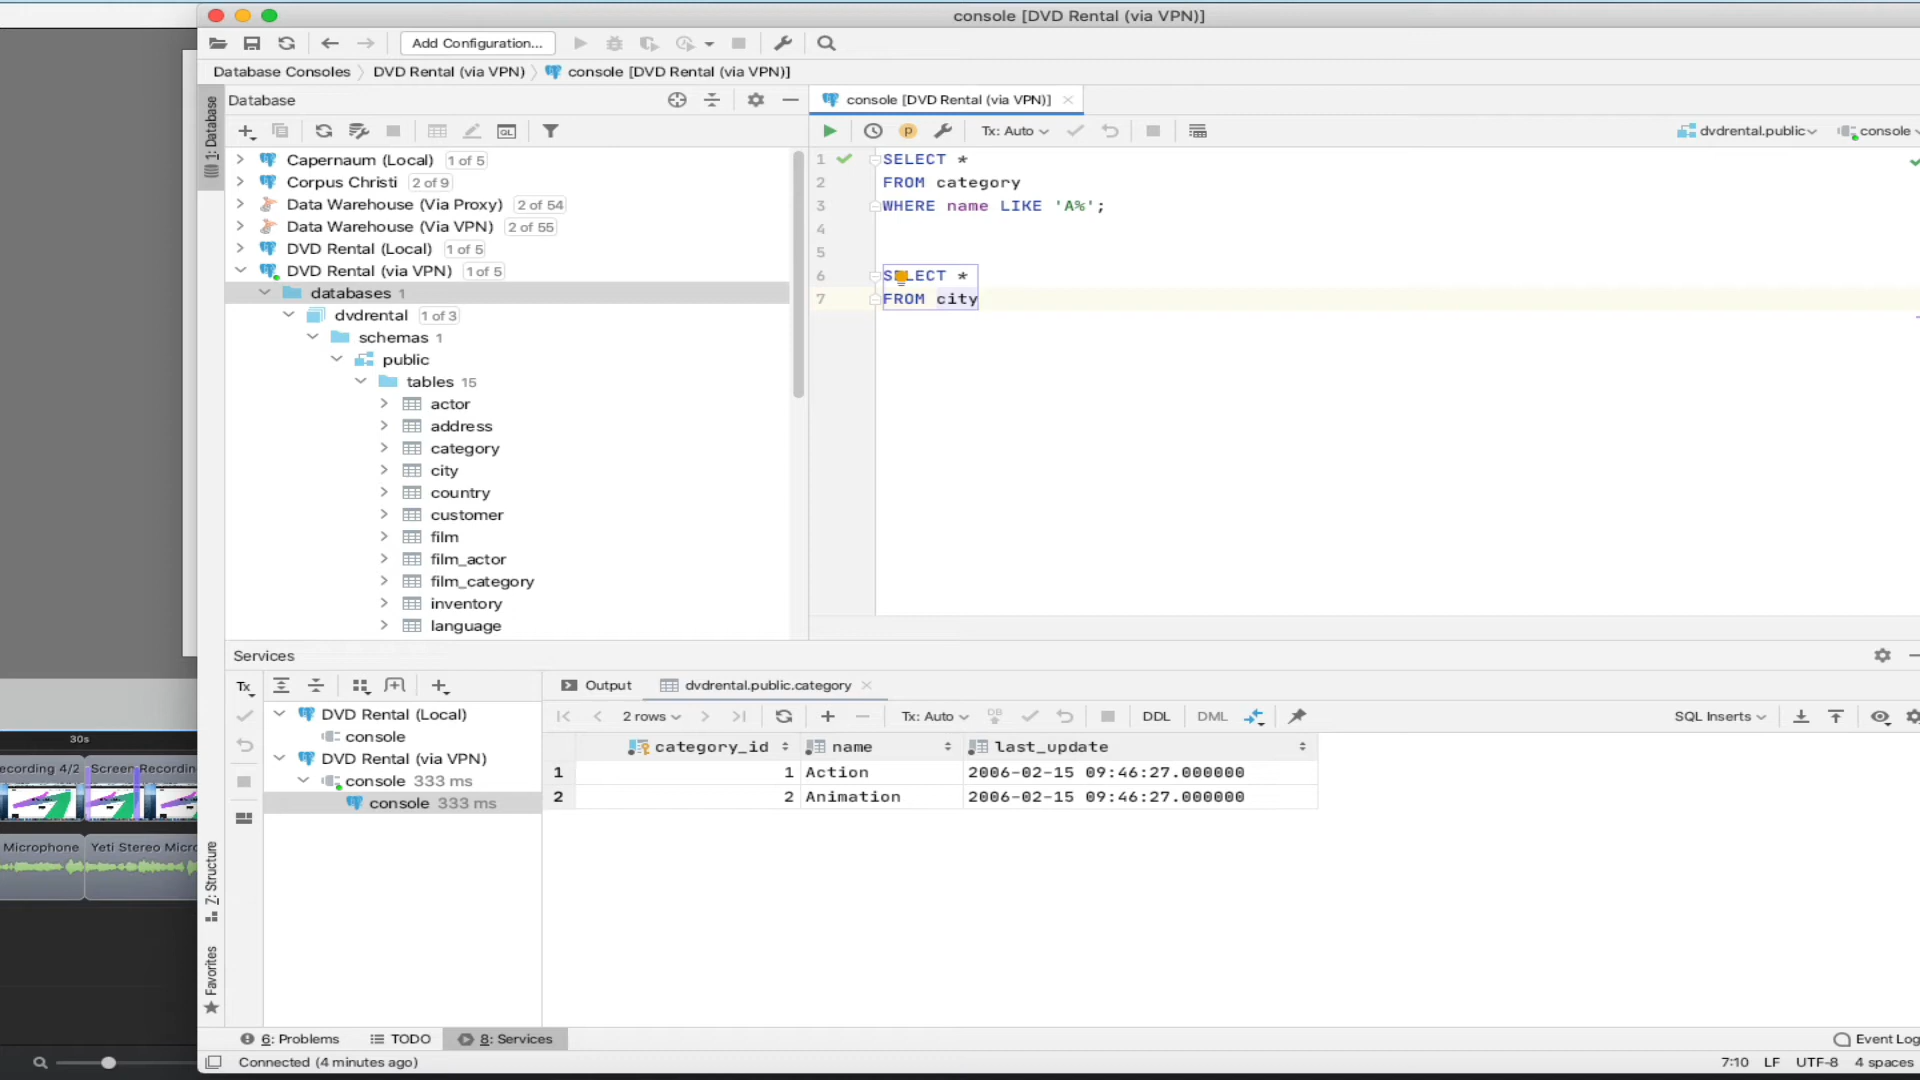 console [DVD Rental (via VPN)]
Add Configuration...
Database Consoles
DVD Rental (via VPN)
console [DVD Rental (via VPN)]
1: Database
Database
Capernaum (Local) 1 of 5
Corpus Christi 2 of 9
Data Warehouse (Via Proxy) 2 of 54
Data Warehouse (Via VPN) 2 of 55
DVD Rental (Local) 1 of 5
DVD Rental (via VPN) 1 of 5
databases 1
dvdrental 1 of 3
schemas 1
public
tables 15
actor
address
category
city
country
customer
film
film_actor
film_category
inventory
language
console [DVD Rental (via VPN)]
Tx: Auto
dvdrental.public
console
1 SELECT *
2 FROM category
3 WHERE name LIKE 'A%';
4
5
6 SELECT *
7 FROM city
Services
Tx
DVD Rental (Local)
console
DVD Rental (via VPN)
console 333 ms
console 333 ms
Output
dvdrental.public.category
2 rows
Tx: Auto
DB
DDL
DML
SQL Inserts
category_id name last_update
1 1 Action 2006-02-15 09:46:27.000000
2 2 Animation 2006-02-15 09:46:27.000000
7: Structure
Favorites
30s
ecording 4/2
Screen Recordin
Microphone
Yeti Stereo Micro
6: Problems
TODO
8: Services
Event Log
Connected (4 minutes ago)
7:10
LF
UTF-8
4 spaces